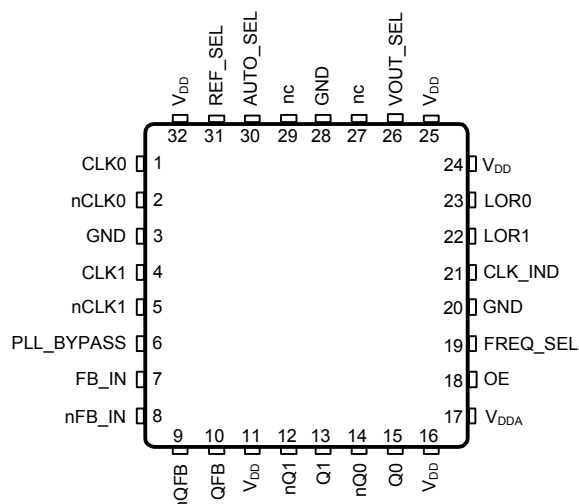 VDD REF_SEL AUTO_SEL nc GND nc VOUT_SEL VDD
32 31 30 29 28 27 26 25
CLK0 1 24 VDD
nCLK0 2 23 LOR0
GND 3 22 LOR1
CLK1 4 21 CLK_IND
nCLK1 5 20 GND
PLL_BYPASS 6 19 FREQ_SEL
FB_IN 7 18 OE
nFB_IN 8 17 VDDA
9 10 11 12 13 14 15 16
nQFB QFB VDD nQ1 Q1 nQ0 Q0 VDD